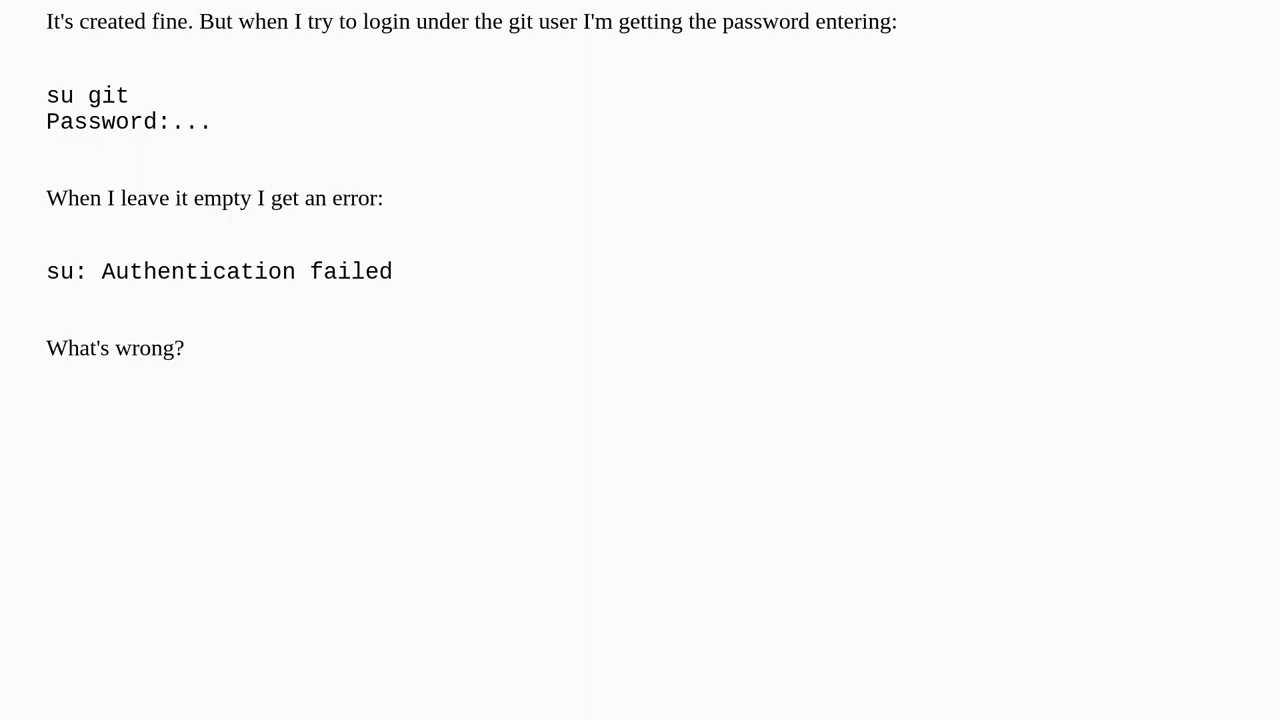 It's created fine. But when I try to login under the git user I'm getting the password entering:
su git
Password:...
When I leave it empty I get an error:
su: Authentication failed
What's wrong?